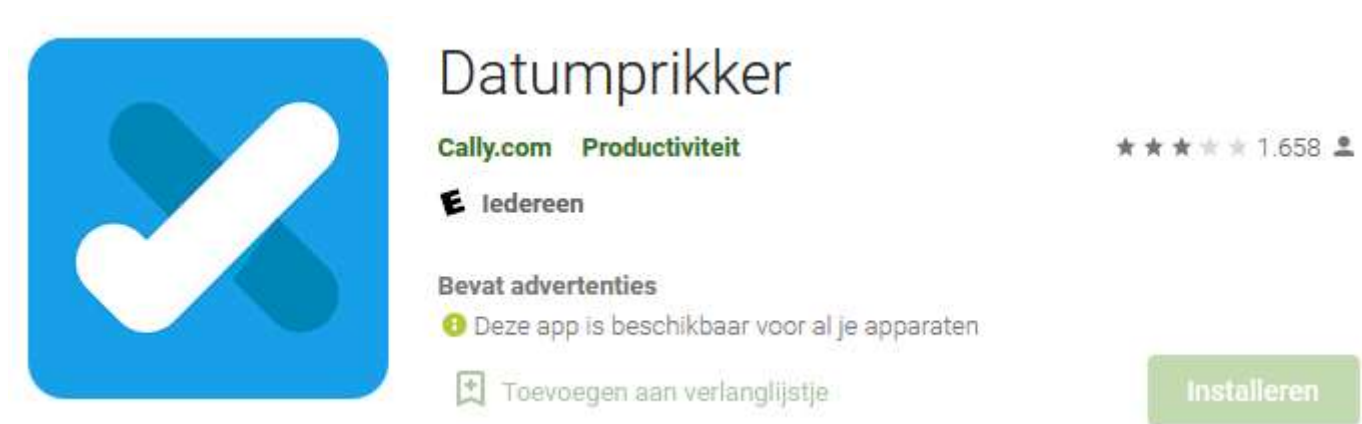 Datumprikker
Cally.com Productiviteit 1.658
E Iedereen
Bevat advertenties
Deze app is beschikbaar voor al je apparaten
Toevoegen aan verlanglijstje
Installeren